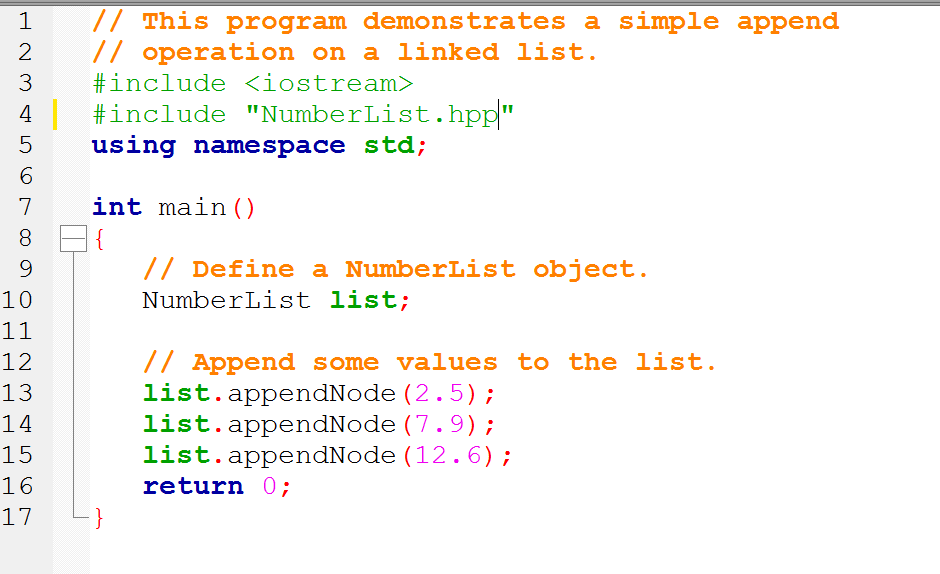 1 // This program demonstrates a simple append
2 // operation on a linked list.
3 #include <iostream>
4 #include "NumberList.hpp"
5 using namespace std;
6
7 int main()
8 {
9 // Define a NumberList object.
10 NumberList list;
11
12 // Append some values to the list.
13 list.appendNode(2.5);
14 list.appendNode(7.9);
15 list.appendNode(12.6);
16 return 0;
17 }